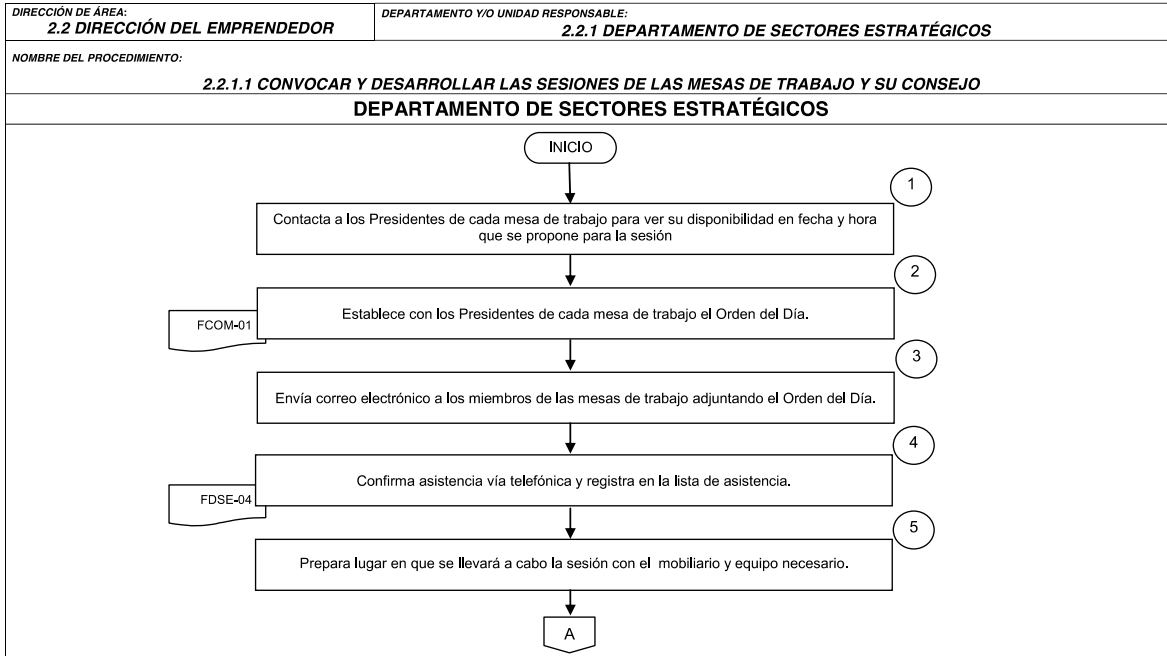 DIRECCIÓN DE ÁREA:
2.2 DIRECCIÓN DEL EMPRENDEDOR
DEPARTAMENTO Y/O UNIDAD RESPONSABLE:
2.2.1 DEPARTAMENTO DE SECTORES ESTRATÉGICOS
NOMBRE DEL PROCEDIMIENTO:
2.2.1.1 CONVOCAR Y DESARROLLAR LAS SESIONES DE LAS MESAS DE TRABAJO Y SU CONSEJO
DEPARTAMENTO DE SECTORES ESTRATÉGICOS
INICIO
1
Contacta a los Presidentes de cada mesa de trabajo para ver su disponibilidad en fecha y hora
que se propone para la sesión
2
Establece con los Presidentes de cada mesa de trabajo el Orden del Día.
FCOM-01
3
Envía correo electrónico a los miembros de las mesas de trabajo adjuntando el Orden del Día.
4
Confirma asistencia vía telefónica y registra en la lista de asistencia.
FDSE-04
5
Prepara lugar en que se llevará a cabo la sesión con el mobiliario y equipo necesario.
A